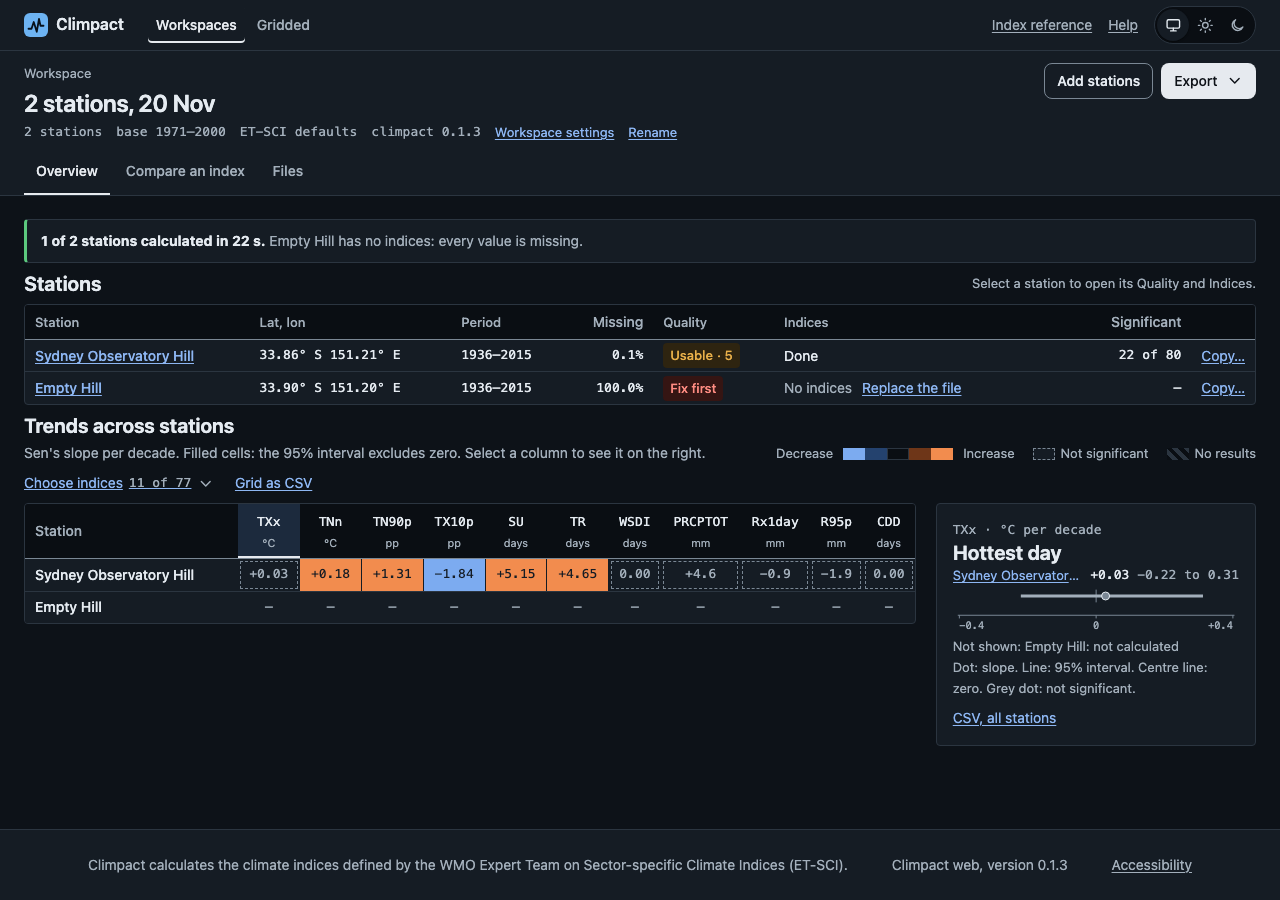 Climpact Workspaces Gridded Index reference Help
Workspace
2 stations, 20 Nov
Add stations Export
2 stations base 1971–2000 ET-SCI defaults climpact 0.1.3 Workspace settings Rename
Overview Compare an index Files
1 of 2 stations calculated in 22 s. Empty Hill has no indices: every value is missing.
Stations Select a station to open its Quality and Indices.
Station Lat, lon Period Missing Quality Indices Significant
Sydney Observatory Hill 33.86° S 151.21° E 1936–2015 0.1% Usable · 5 Done 22 of 80 Copy...
Empty Hill 33.90° S 151.20° E 1936–2015 100.0% Fix first No indices Replace the file – Copy...
Trends across stations
Sen's slope per decade. Filled cells: the 95% interval excludes zero. Select a column to see it on the right. Decrease Increase Not significant No results
Choose indices 11 of 77 Grid as CSV
Station TXx TNn TN90p TX10p SU TR WSDI PRCPTOT Rx1day R95p CDD
°C °C pp pp days days days mm mm mm days
Sydney Observatory Hill +0.03 +0.18 +1.31 −1.84 +5.15 +4.65 0.00 +4.6 −0.9 −1.9 0.00
Empty Hill – – – – – – – – – – –
TXx · °C per decade
Hottest day
Sydney Observator… +0.03 −0.22 to 0.31
−0.4 0 +0.4
Not shown: Empty Hill: not calculated
Dot: slope. Line: 95% interval. Centre line:
zero. Grey dot: not significant.
CSV, all stations
Climpact calculates the climate indices defined by the WMO Expert Team on Sector-specific Climate Indices (ET-SCI). Climpact web, version 0.1.3 Accessibility